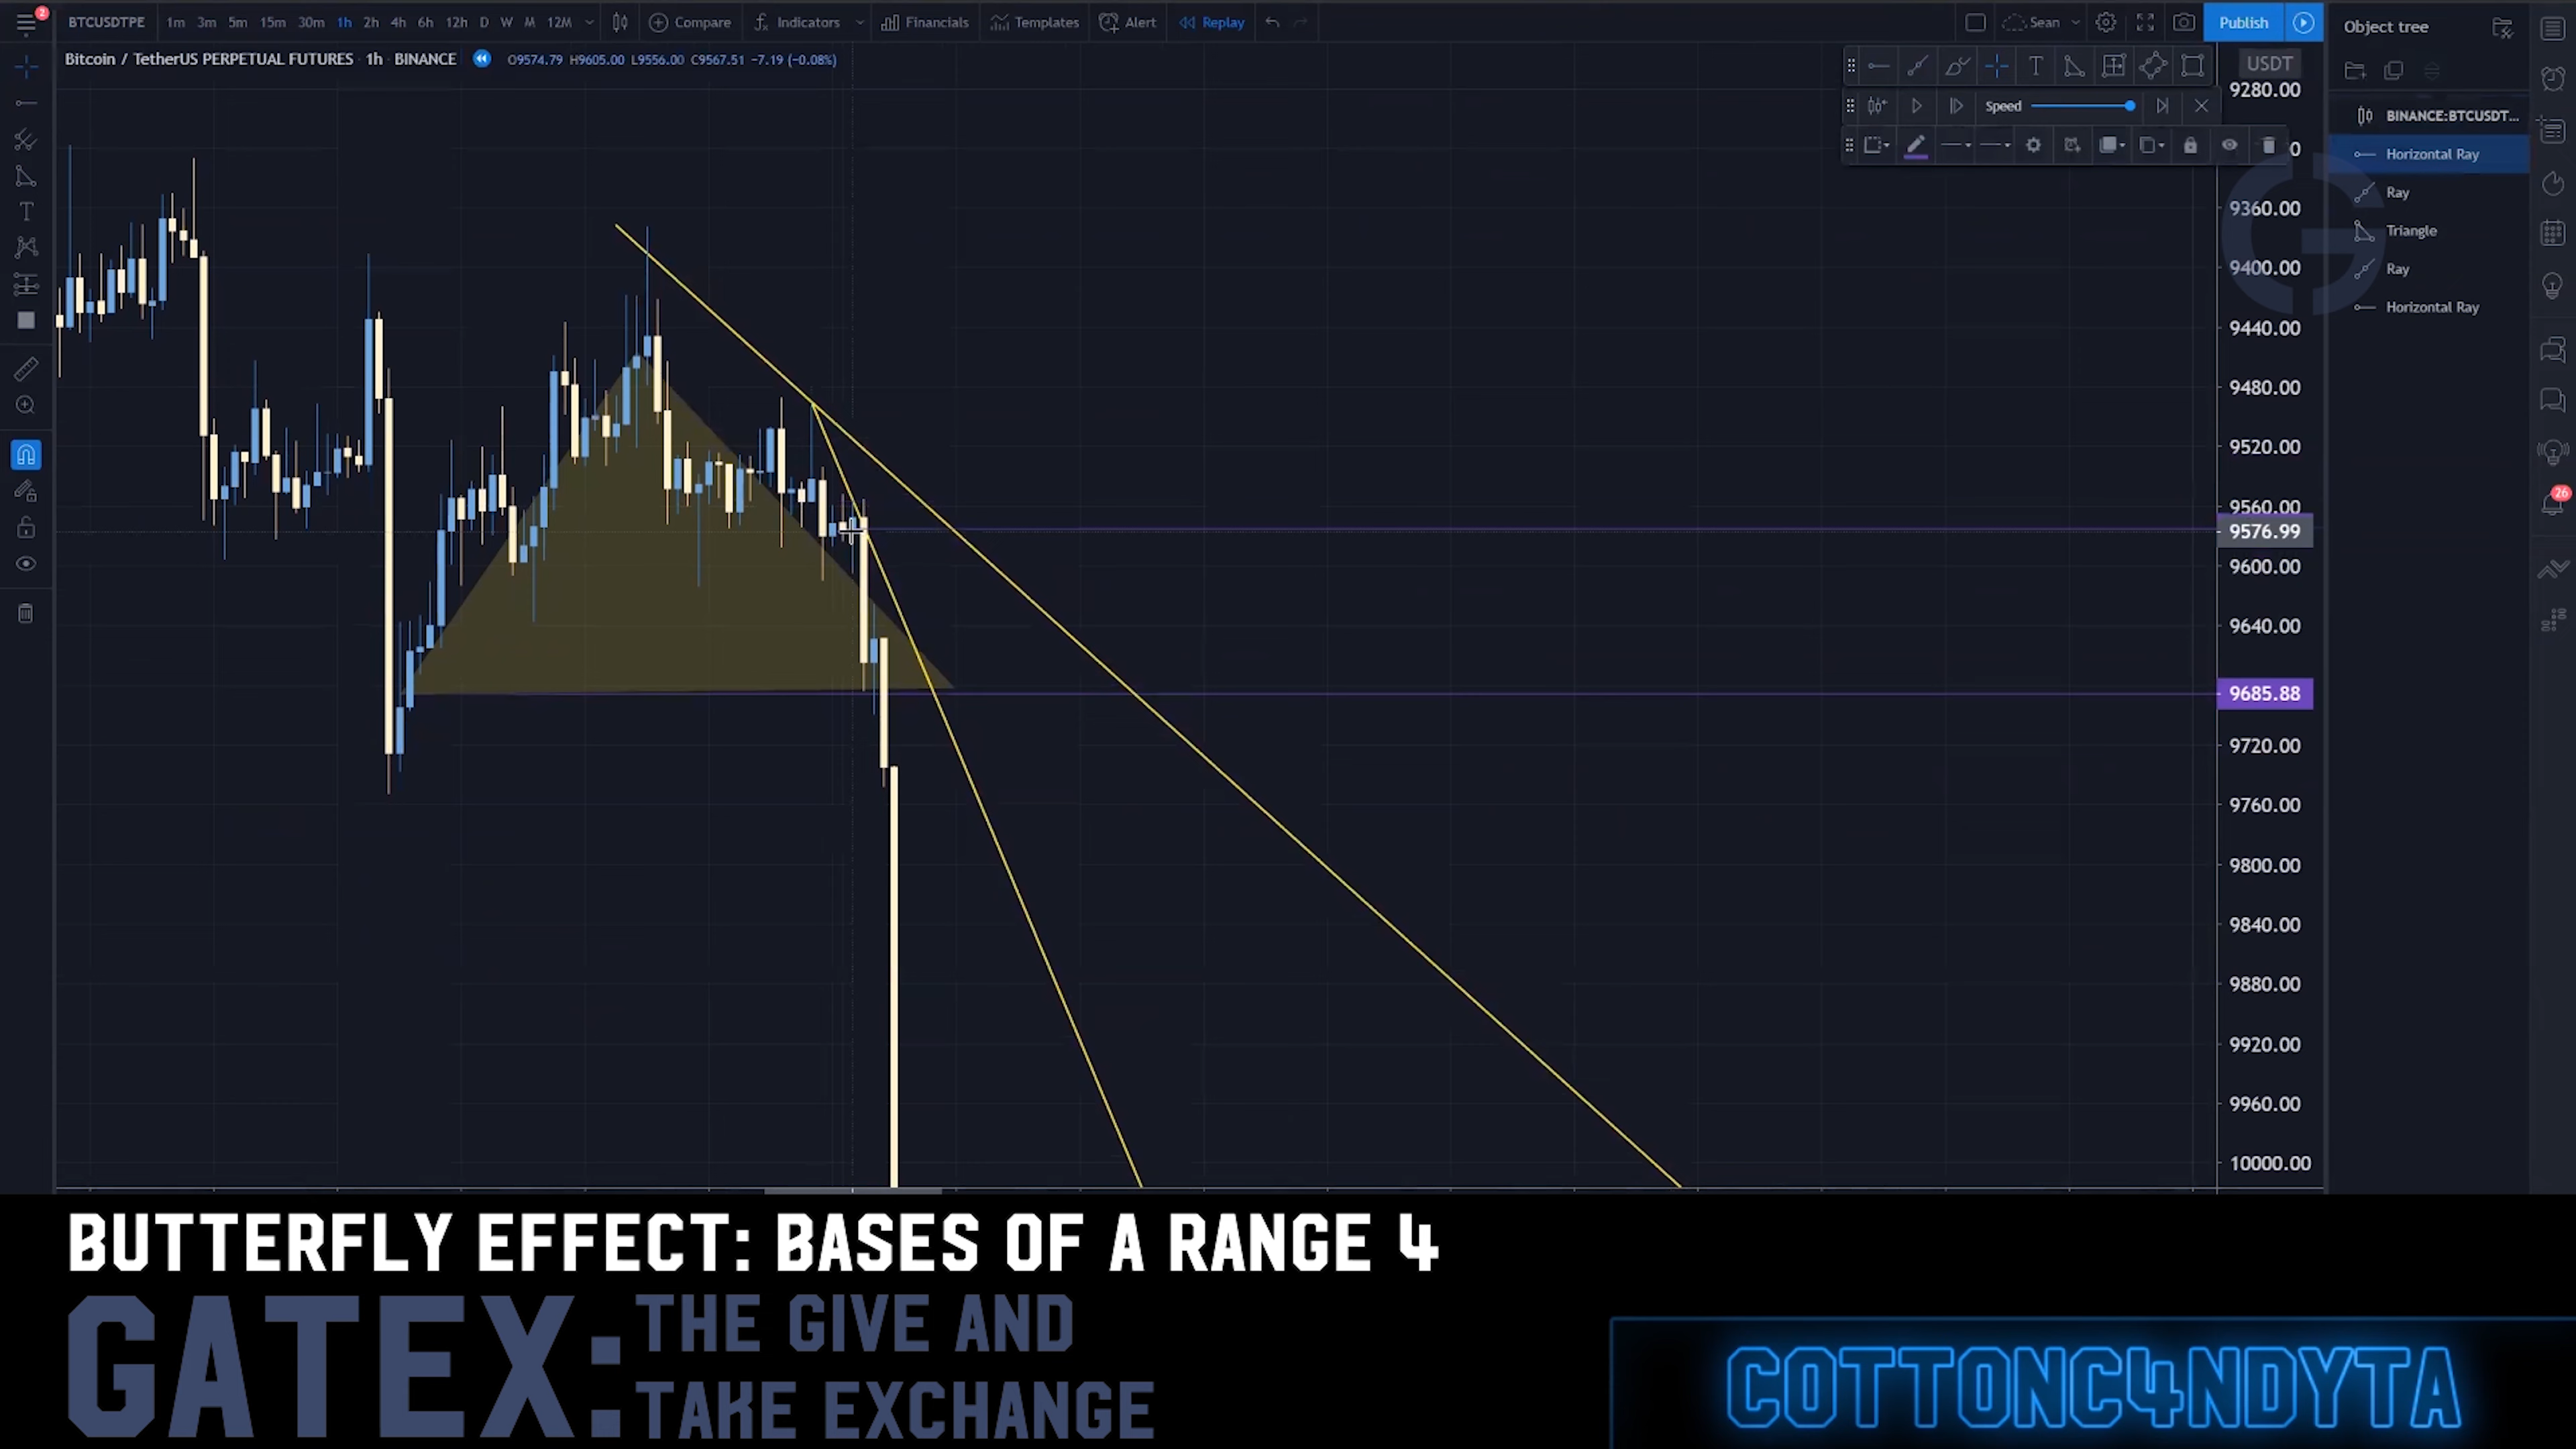 2
BTCUSDTPE 1m 3m 5m 15m 30m 1h 2h 4h 6h 12h D W M 12M Compare Indicators Financials Templates Alert Replay Sean Publish
Object tree
Bitcoin / TetherUS PERPETUAL FUTURES · 1h · BINANCE O9574.79 H9605.00 L9556.00 C9567.51 −7.19 (−0.08%)
USDT
9280.00
Speed
BINANCE:BTCUSDT...
0
Horizontal Ray
Ray
9360.00
Triangle
9400.00
Ray
Horizontal Ray
9440.00
9480.00
9520.00
26
9560.00
9576.99
9600.00
9640.00
9685.88
9720.00
9760.00
9800.00
9840.00
9880.00
9920.00
9960.00
10000.00
BUTTERFLY EFFECT: BASES OF A RANGE 4
GATEX: THE GIVE AND
TAKE EXCHANGE
COTTONC4NDYTA